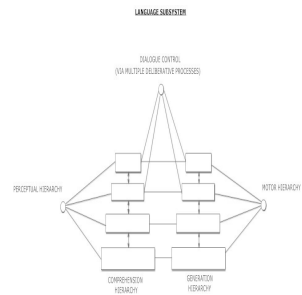 LANGUAGE SUBSYSTEM
DIALOGUE CONTROL
(VIA MULTIPLE DELIBERATIVE PROCESSES)
PERCEPTUAL HIERARCHY
MOTOR HIERARCHY
COMPREHENSION
HIERARCHY
GENERATION
HIERARCHY